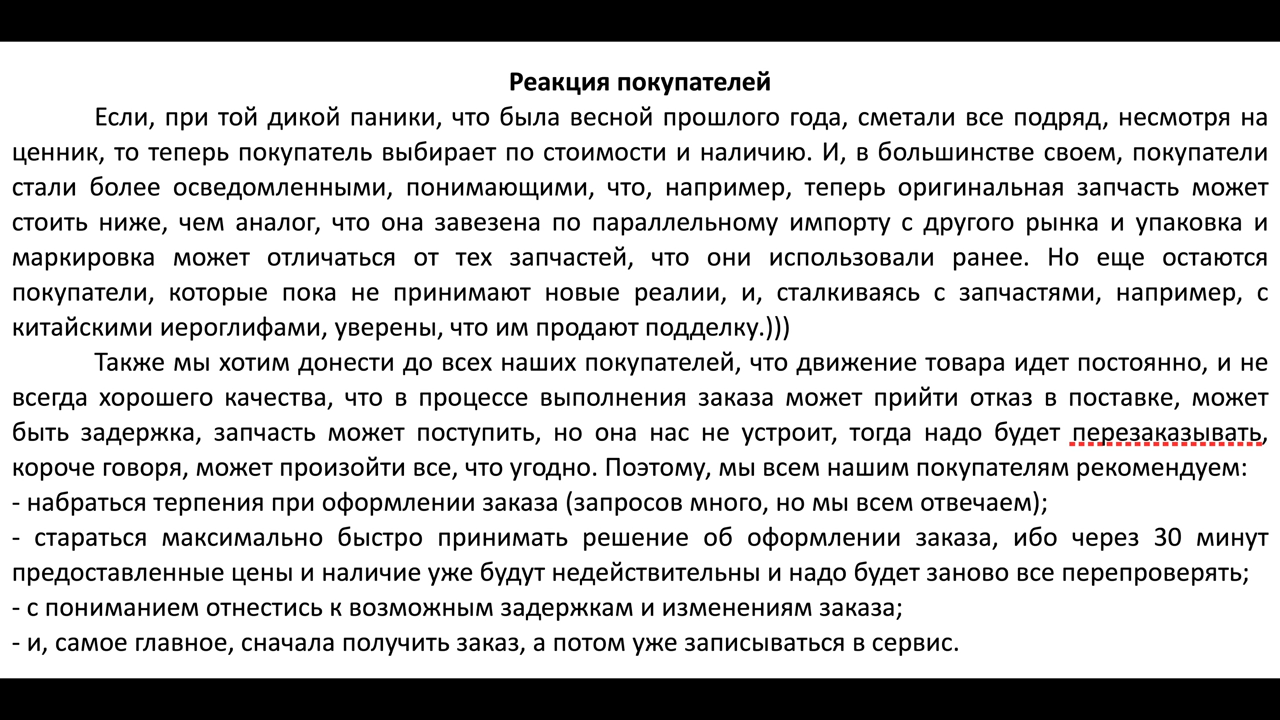 Реакция покупателей
Если, при той дикой паники, что была весной прошлого года, сметали все подряд, несмотря на
ценник, то теперь покупатель выбирает по стоимости и наличию. И, в большинстве своем, покупатели
стали более осведомленными, понимающими, что, например, теперь оригинальная запчасть может
стоить ниже, чем аналог, что она завезена по параллельному импорту с другого рынка и упаковка и
маркировка может отличаться от тех запчастей, что они использовали ранее. Но еще остаются
покупатели, которые пока не принимают новые реалии, и, сталкиваясь с запчастями, например, с
китайскими иероглифами, уверены, что им продают подделку.)))
Также мы хотим донести до всех наших покупателей, что движение товара идет постоянно, и не
всегда хорошего качества, что в процессе выполнения заказа может прийти отказ в поставке, может
быть задержка, запчасть может поступить, но она нас не устроит, тогда надо будет перезаказывать,
короче говоря, может произойти все, что угодно. Поэтому, мы всем нашим покупателям рекомендуем:
- набраться терпения при оформлении заказа (запросов много, но мы всем отвечаем);
- стараться максимально быстро принимать решение об оформлении заказа, ибо через 30 минут
предоставленные цены и наличие уже будут недействительны и надо будет заново все перепроверять;
- с пониманием отнестись к возможным задержкам и изменениям заказа;
- и, самое главное, сначала получить заказ, а потом уже записываться в сервис.